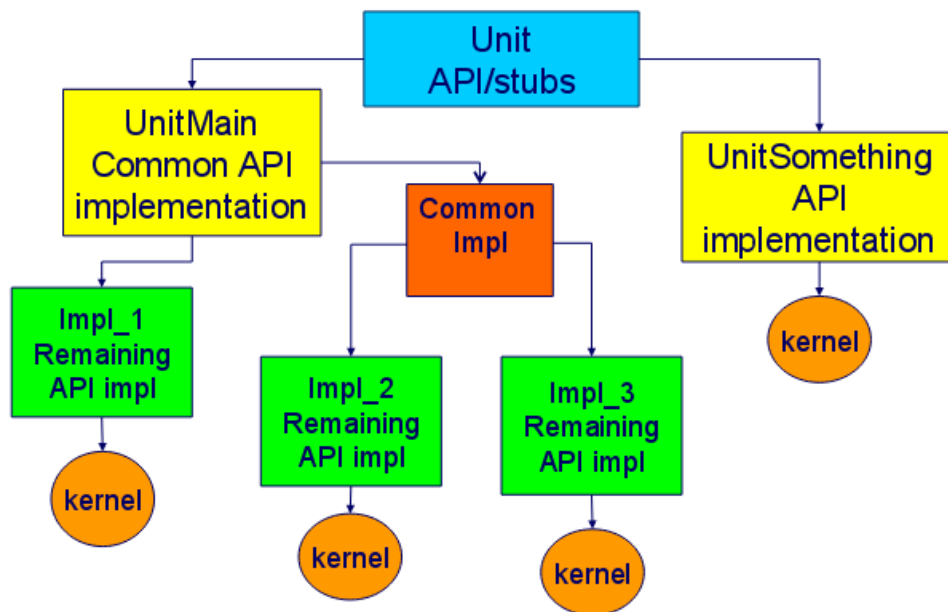 Unit
API/stubs
UnitMain
Common API
implementation
UnitSomething
API
implementation
Common
Impl
Impl_1
Remaining
API impl
kernel
Impl_2
Remaining
API impl
Impl_3
Remaining
API impl
kernel
kernel
kernel